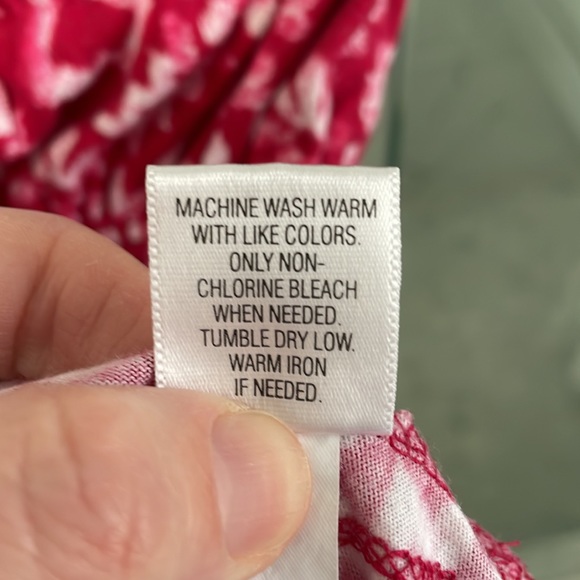 MACHINE WASH WARM
WITH LIKE COLORS.
ONLY NON-
CHLORINE BLEACH
WHEN NEEDED.
TUMBLE DRY LOW.
WARM IRON
IF NEEDED.